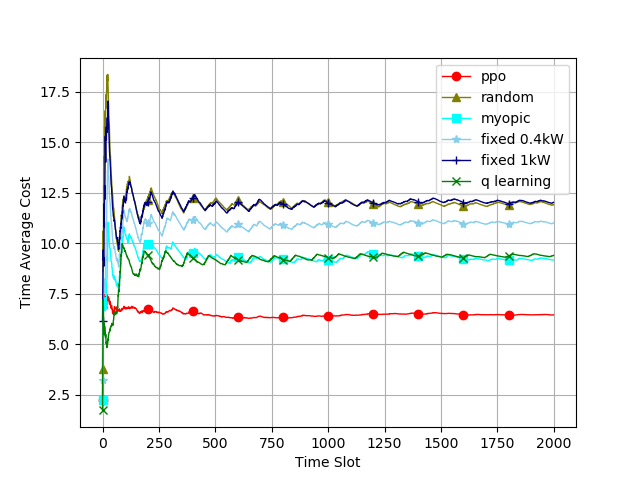 17.5
15.0
12.5
10.0
7.5
5.0
2.5
Time Average Cost
ppo
random
myopic
fixed 0.4kW
fixed 1kW
q learning
0 250 500 750 1000 1250 1500 1750 2000
Time Slot